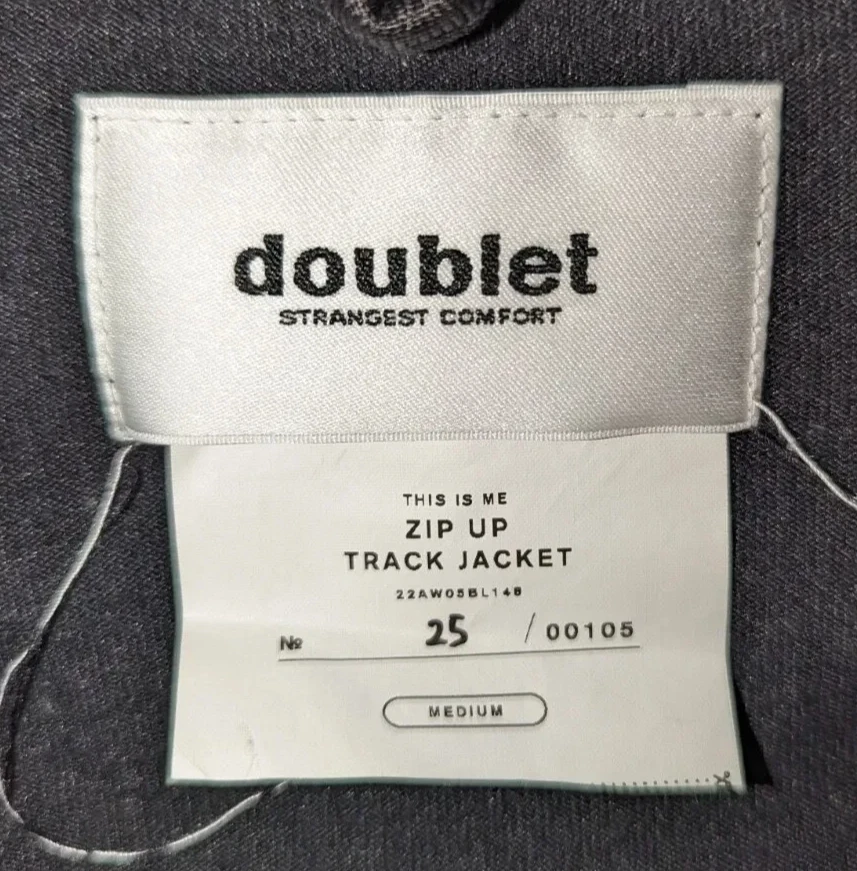 doublet
STRANGEST COMFORT
THIS IS ME
ZIP UP
TRACK JACKET
22AW05BL148
№ 25 / 00105
MEDIUM